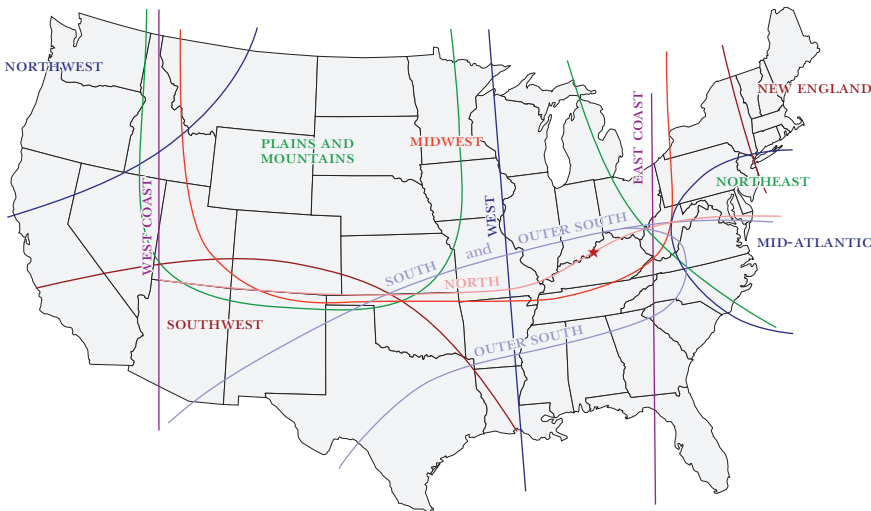 NORTHWEST
NEW ENGLAND
EAST COAST
MIDWEST
PLAINS AND
MOUNTAINS
NORTHEAST
WEST COAST
WEST
OUTER SOUTH
and
SOUTH
MID-ATLANTIC
NORTH
SOUTHWEST
OUTER SOUTH